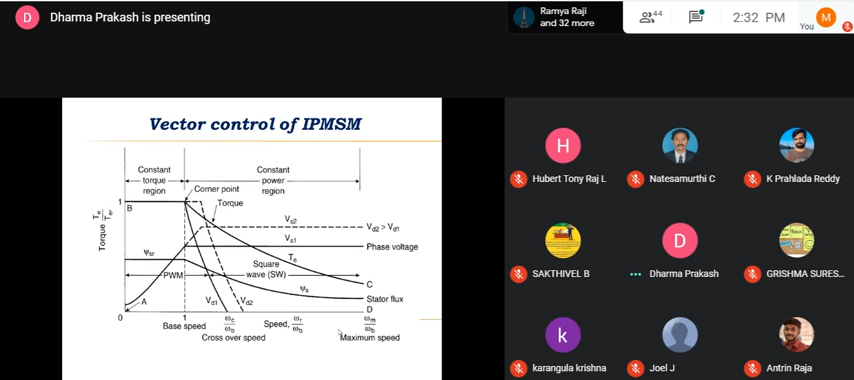 D Dharma Prakash is presenting
Ramya Raji
and 32 more
44
2:32 PM
You
M
Vector control of IPMSM
Constant
torque
region
Constant
power
region
Corner point
Torque
1
B
Torque Te/Ter
Vs2
Vd2 > Vd1
Vs1
Phase voltage
Ψsr
Te
Square
wave (SW)
PWM
C
Ψs
Stator flux
A
Vd1
Vd2
D
0
1
Base speed
ωc/ωb
Cross over speed
Speed, ωr/ωb
ωm/ωb
Maximum speed
H
Hubert Tony Raj L
Natesamurthi C
K Prahlada Reddy
SAKTHIVEL B
D
Dharma Prakash
GRISHMA SURES...
k
karangula krishna
Joel J
Antrin Raja